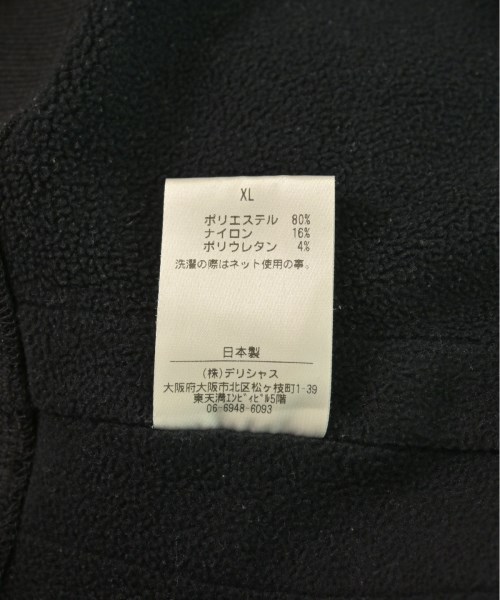 XL
ポリエステル 80%
ナイロン 16%
ポリウレタン 4%
洗濯の際はネット使用の事。
日本製
(株)デリシャス
大阪府大阪市北区松ヶ枝町1-39
東天満エンビィビル5階
06-6948-6093